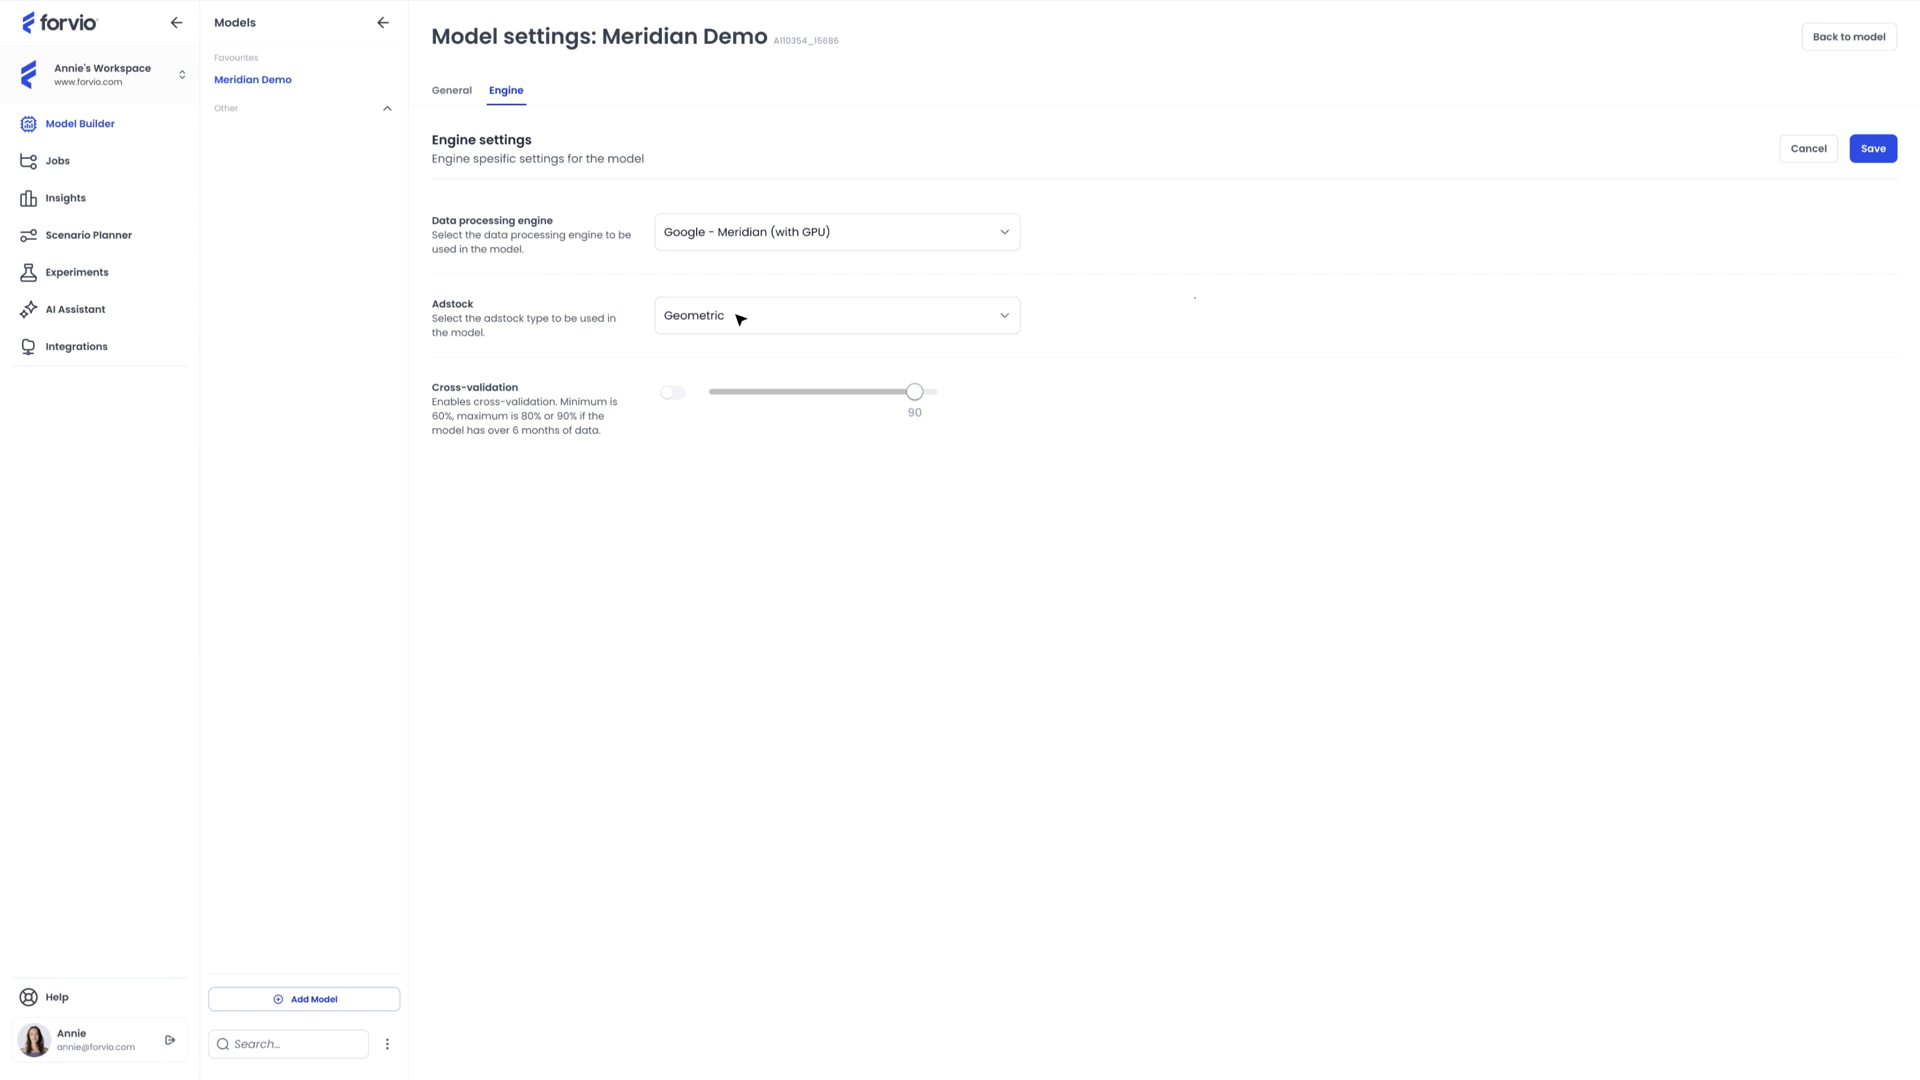 forvio
Annie's Workspace
www.forvio.com
Model Builder
Jobs
Insights
Scenario Planner
Experiments
AI Assistant
Integrations
Help
Annie
annie@forvio.com
Models
Favourites
Meridian Demo
Other
Add Model
Search...
Model settings: Meridian Demo A110354_15686
Back to model
General Engine
Engine settings
Engine spesific settings for the model
Cancel Save
Data processing engine
Select the data processing engine to be
used in the model.
Google - Meridian (with GPU)
Adstock
Select the adstock type to be used in
the model.
Geometric
Cross-validation
Enables cross-validation. Minimum is
60%, maximum is 80% or 90% if the
model has over 6 months of data.
90